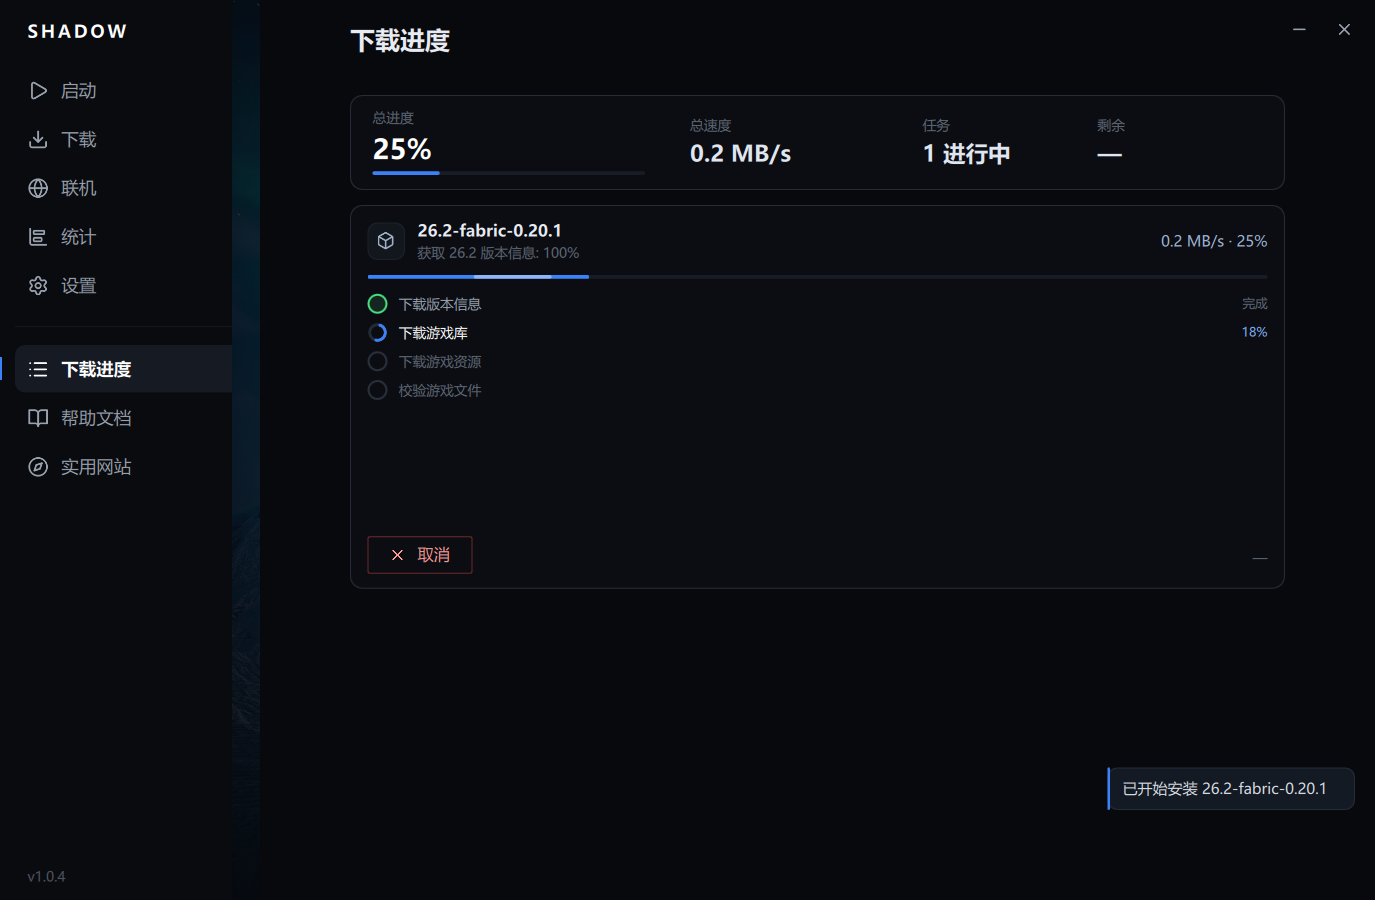 SHADOW
启动
下载
联机
统计
设置
下载进度
帮助文档
实用网站
v1.0.4
下载进度
总进度
25%
总速度
0.2 MB/s
任务
1 进行中
剩余
—
26.2-fabric-0.20.1
获取 26.2 版本信息: 100%
0.2 MB/s · 25%
下载版本信息
完成
下载游戏库
18%
下载游戏资源
校验游戏文件
取消
—
已开始安装 26.2-fabric-0.20.1